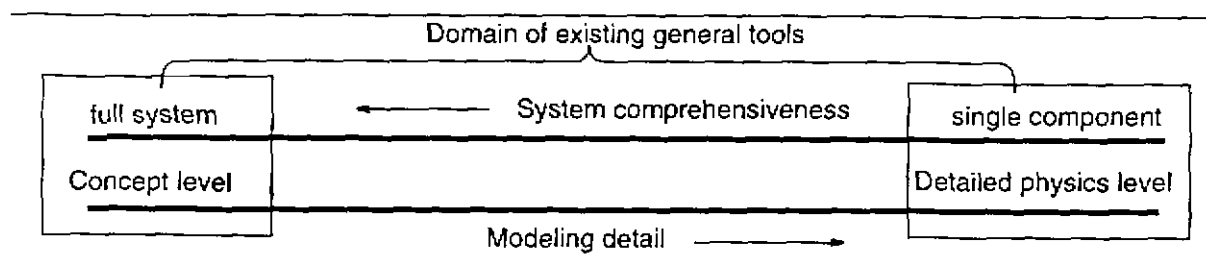 Domain of existing general tools
full system
System comprehensiveness
single component
Concept level
Detailed physics level
Modeling detail